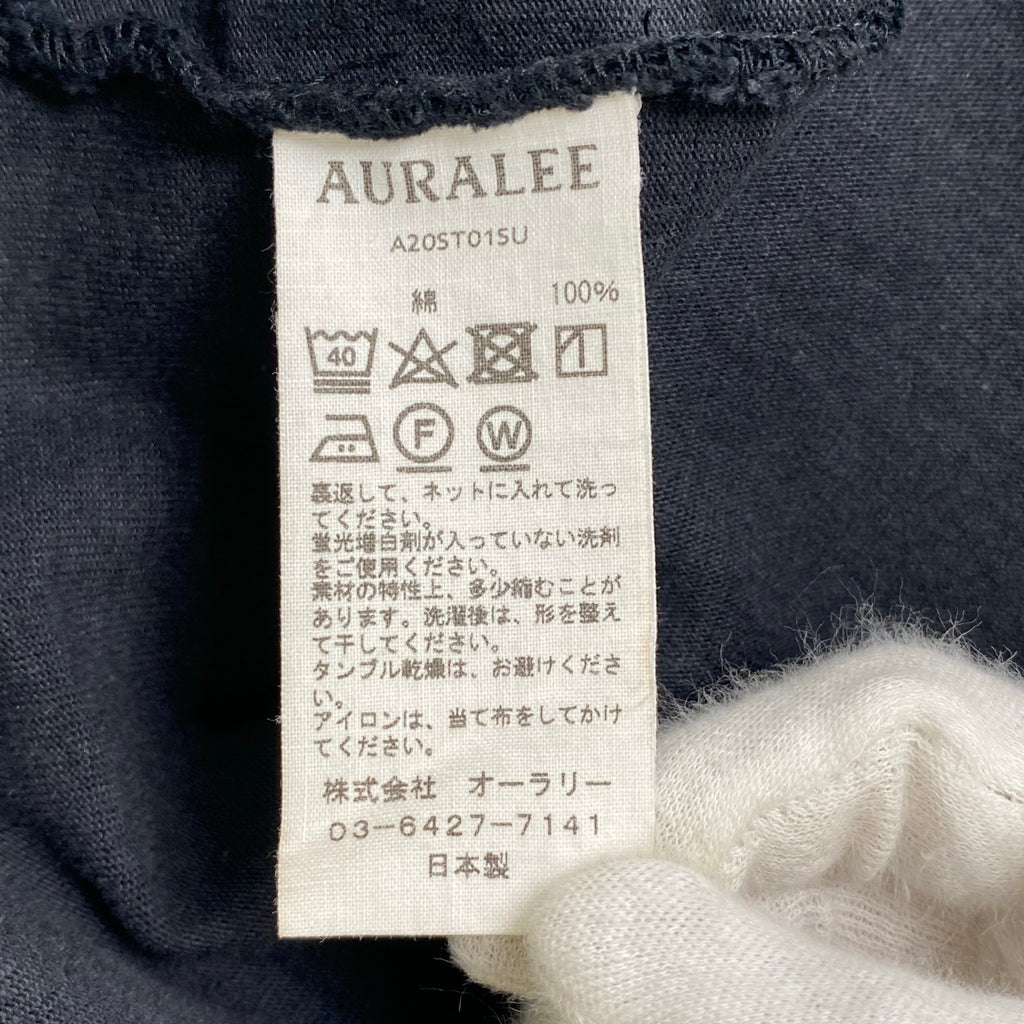 AURALEE
A20ST01SU
綿 100%
40
F W
裏返して、ネットに入れて洗っ
てください。
蛍光増白剤が入っていない洗剤
をご使用ください。
素材の特性上、多少縮むことが
あります。洗濯後は、形を整え
て干してください。
タンブル乾燥は、お避けくださ
い。
アイロンは、当て布をしてかけ
てください。
株式会社 オーラリー
03-6427-7141
日本製